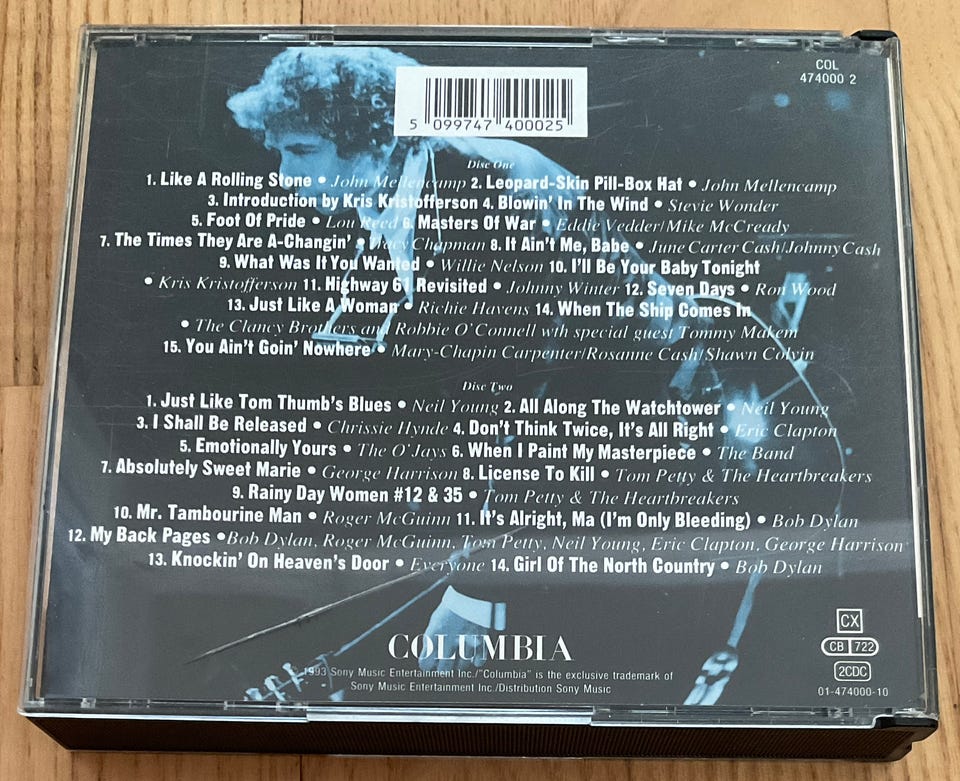 COL
474000 2
5 099747 400025
Disc One
1. Like A Rolling Stone • John Mellencamp 2. Leopard-Skin Pill-Box Hat • John Mellencamp
3. Introduction by Kris Kristofferson 4. Blowin' In The Wind • Stevie Wonder
5. Foot Of Pride • Lou Reed 6. Masters Of War • Eddie Vedder/Mike McCready
7. The Times They Are A-Changin' • Tracy Chapman 8. It Ain't Me, Babe • June Carter Cash/Johnny Cash
9. What Was It You Wanted • Willie Nelson 10. I'll Be Your Baby Tonight
• Kris Kristofferson 11. Highway 61 Revisited • Johnny Winter 12. Seven Days • Ron Wood
13. Just Like A Woman • Richie Havens 14. When The Ship Comes In
• The Clancy Brothers and Robbie O'Connell wth special guest Tommy Makem
15. You Ain't Goin' Nowhere • Mary-Chapin Carpenter/Rosanne Cash/Shawn Colvin
Disc Two
1. Just Like Tom Thumb's Blues • Neil Young 2. All Along The Watchtower • Neil Young
3. I Shall Be Released • Chrissie Hynde 4. Don't Think Twice, It's All Right • Eric Clapton
5. Emotionally Yours • The O'Jays 6. When I Paint My Masterpiece • The Band
7. Absolutely Sweet Marie • George Harrison 8. License To Kill • Tom Petty & The Heartbreakers
9. Rainy Day Women #12 & 35 • Tom Petty & The Heartbreakers
10. Mr. Tambourine Man • Roger McGuinn 11. It's Alright, Ma (I'm Only Bleeding) • Bob Dylan
12. My Back Pages •Bob Dylan, Roger McGuinn, Tom Petty, Neil Young, Eric Clapton, George Harrison
13. Knockin' On Heaven's Door • Everyone 14. Girl Of The North Country • Bob Dylan
COLUMBIA
© 1993 Sony Music Entertainment Inc./"Columbia" is the exclusive trademark of
Sony Music Entertainment Inc./Distribution Sony Music
CX
CB 722
2CDC
01-474000-10